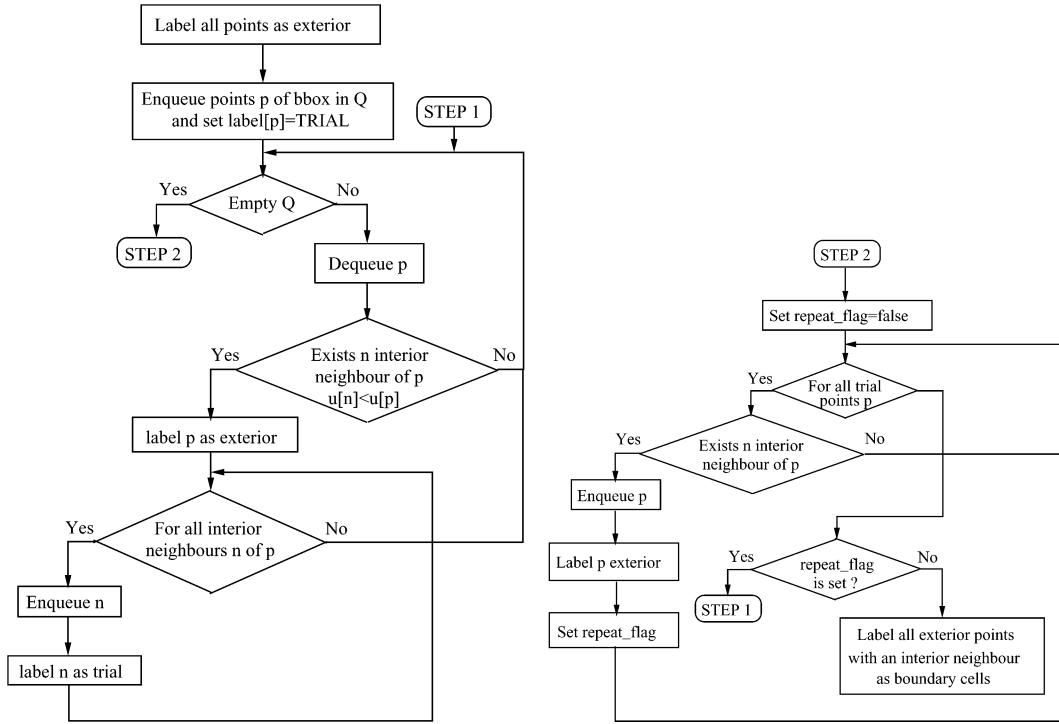 Label all points as exterior
Enqueue points p of bbox in Q
and set label[p]=TRIAL
STEP 1
Yes
Empty Q
No
STEP 2
Dequeue p
Yes
Exists n interior
neighbour of p
u[n]<u[p]
No
label p as exterior
Yes
For all interior
neighbours n of p
No
Enqueue n
label n as trial
STEP 2
Set repeat_flag=false
Yes
For all trial
points p
Yes
Exists n interior
neighbour of p
No
Enqueue p
Label p exterior
Set repeat_flag
Yes
repeat_flag
is set ?
No
STEP 1
Label all exterior points
with an interior neighbour
as boundary cells